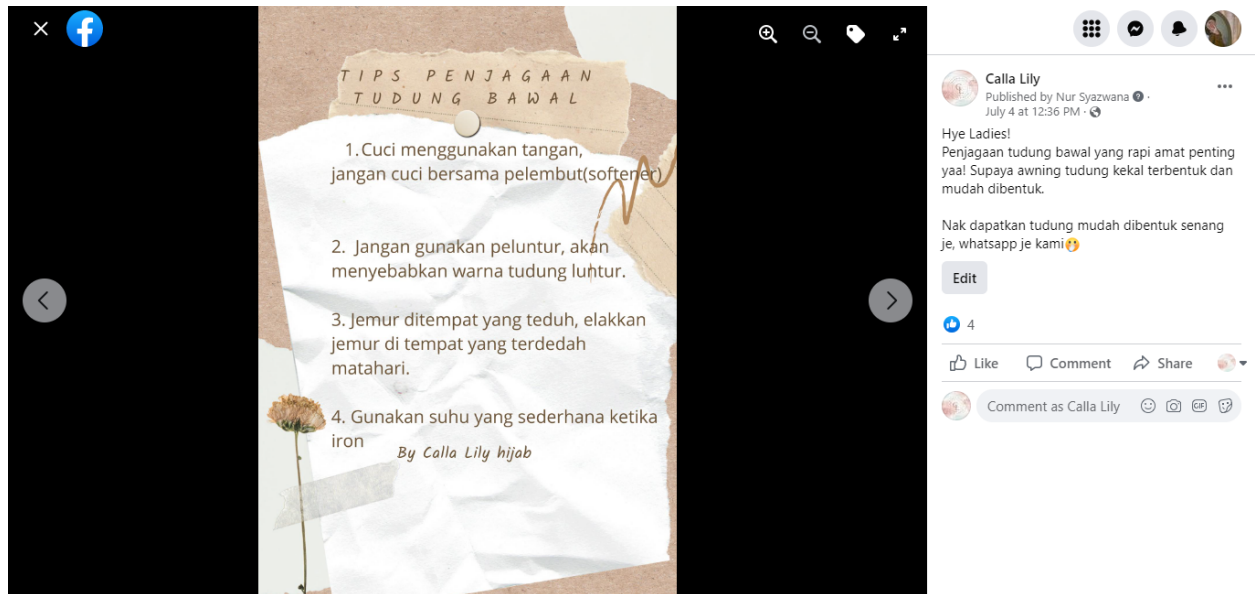 TIPS PENJAGAAN
TUDUNG BAWAL
1.Cuci menggunakan tangan,
jangan cuci bersama pelembut(softener)
2. Jangan gunakan peluntur, akan
menyebabkan warna tudung luntur.
3. Jemur ditempat yang teduh, elakkan
jemur di tempat yang terdedah
matahari.
4. Gunakan suhu yang sederhana ketika
iron
By Calla Lily hijab
Calla Lily
Published by Nur Syazwana ·
July 4 at 12:36 PM ·
Hye Ladies!
Penjagaan tudung bawal yang rapi amat penting
yaa! Supaya awning tudung kekal terbentuk dan
mudah dibentuk.
Nak dapatkan tudung mudah dibentuk senang
je, whatsapp je kami🤭
Edit
4
Like Comment Share
Comment as Calla Lily GIF